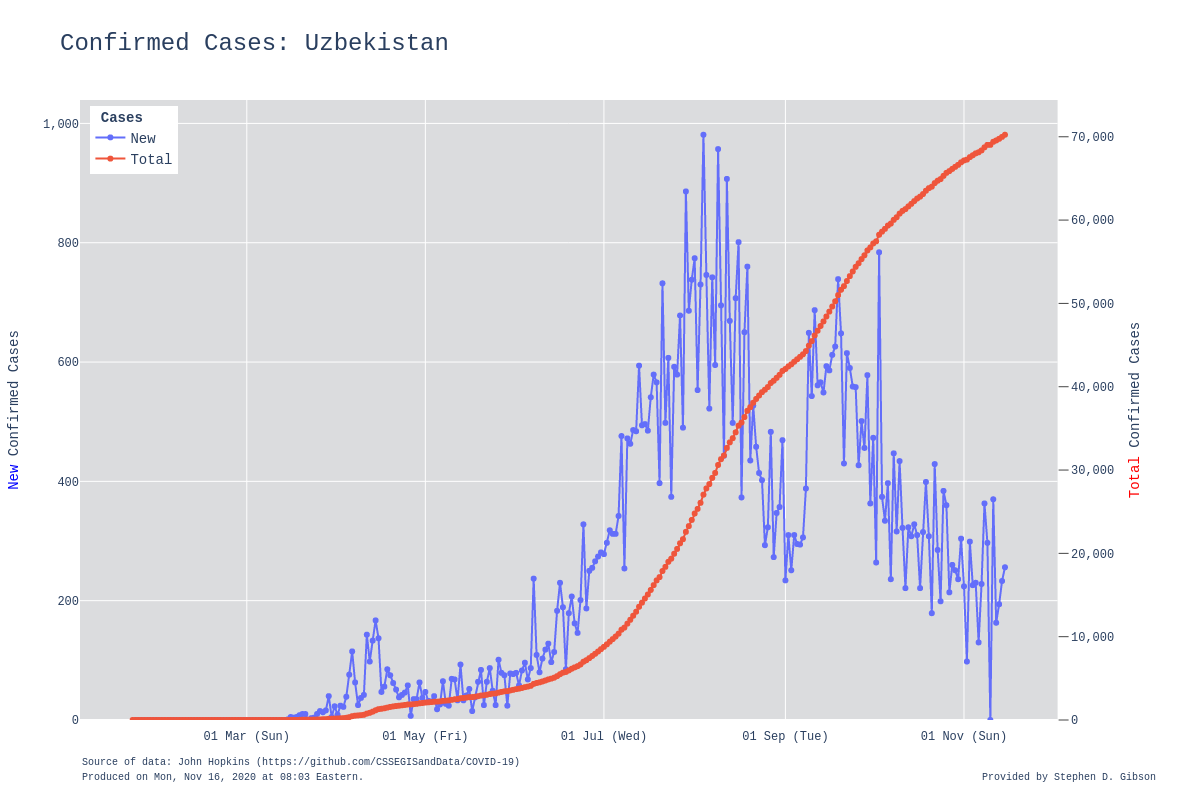 Confirmed Cases: Uzbekistan
Cases
New
Total
1,000
800
600
400
200
0
New Confirmed Cases
70,000
60,000
50,000
40,000
30,000
20,000
10,000
0
Total Confirmed Cases
01 Mar (Sun)
01 May (Fri)
01 Jul (Wed)
01 Sep (Tue)
01 Nov (Sun)
Source of data: John Hopkins (https://github.com/CSSEGISandData/COVID-19)
Produced on Mon, Nov 16, 2020 at 08:03 Eastern.
Provided by Stephen D. Gibson